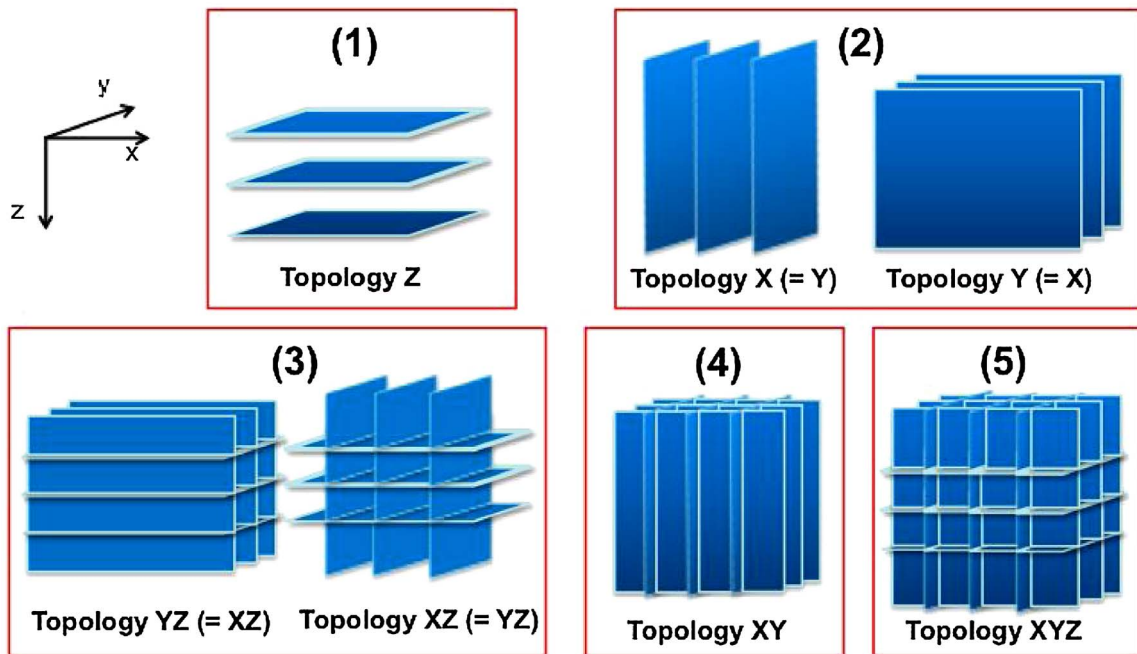 (1)
(2)
y
x
z
Topology Z
Topology X (= Y)
Topology Y (= X)
(3)
(4)
(5)
Topology YZ (= XZ)
Topology XZ (= YZ)
Topology XY
Topology XYZ